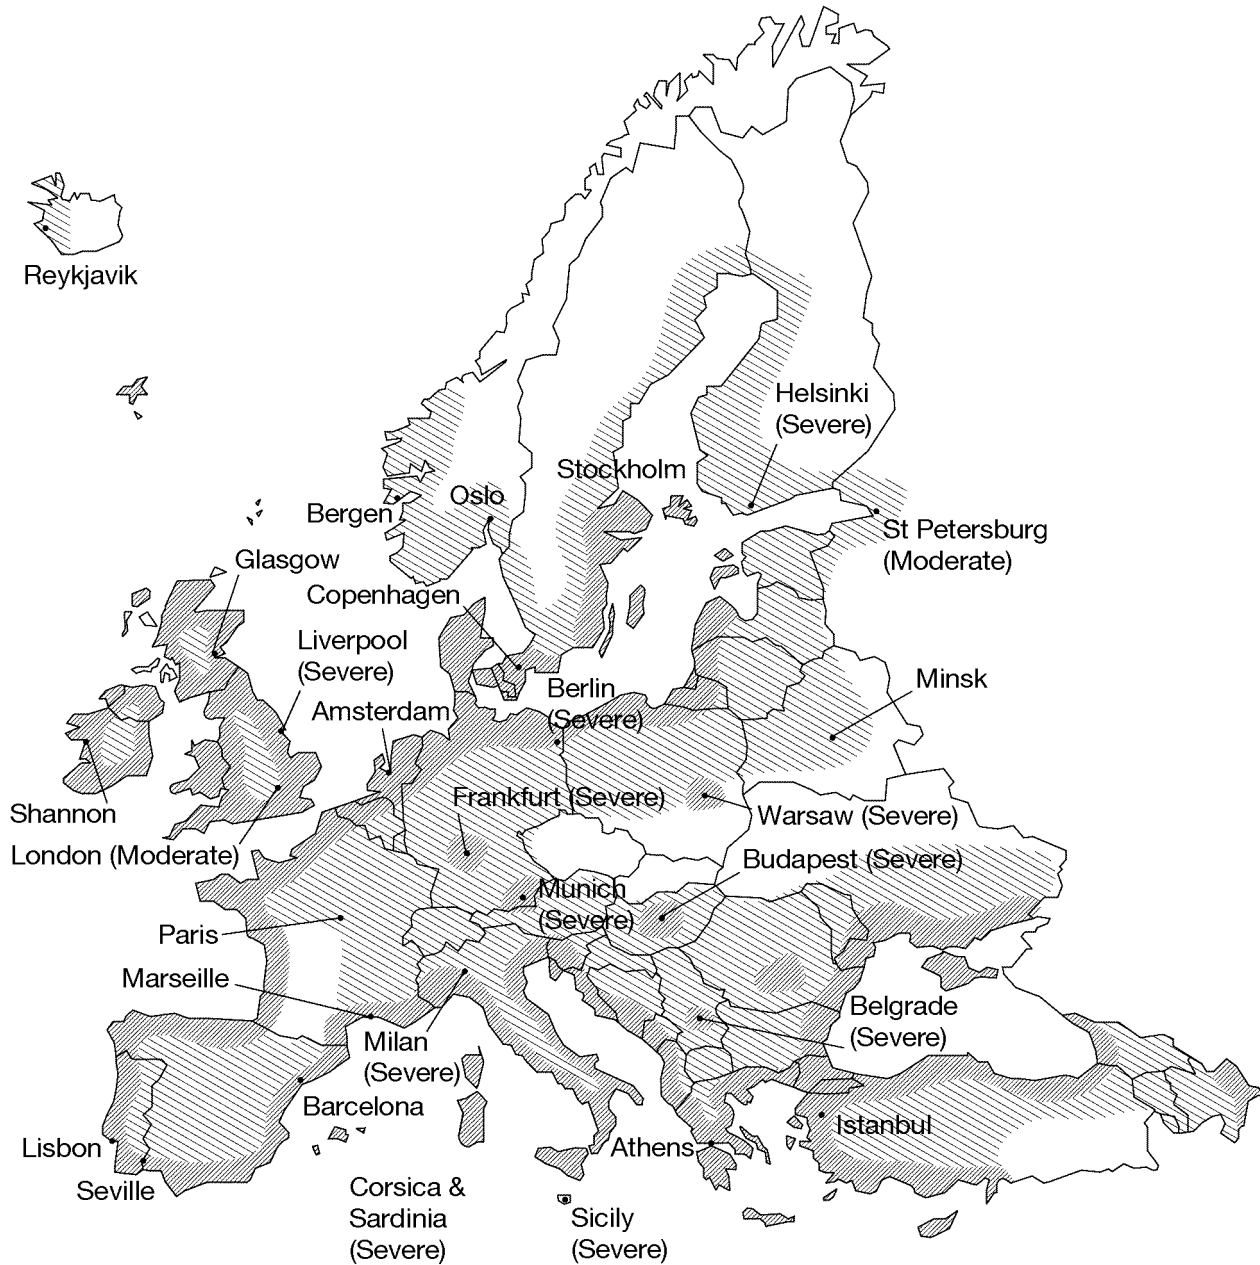 Reykjavik
Helsinki
(Severe)
Stockholm
Oslo
Bergen
St Petersburg
(Moderate)
Glasgow
Copenhagen
Liverpool
(Severe)
Minsk
Berlin
(Severe)
Amsterdam
Frankfurt (Severe)
Shannon
Warsaw (Severe)
London (Moderate)
Budapest (Severe)
Munich
(Severe)
Paris
Marseille
Belgrade
(Severe)
Milan
(Severe)
Barcelona
Istanbul
Lisbon
Athens
Seville
Corsica &
Sardinia
(Severe)
Sicily
(Severe)